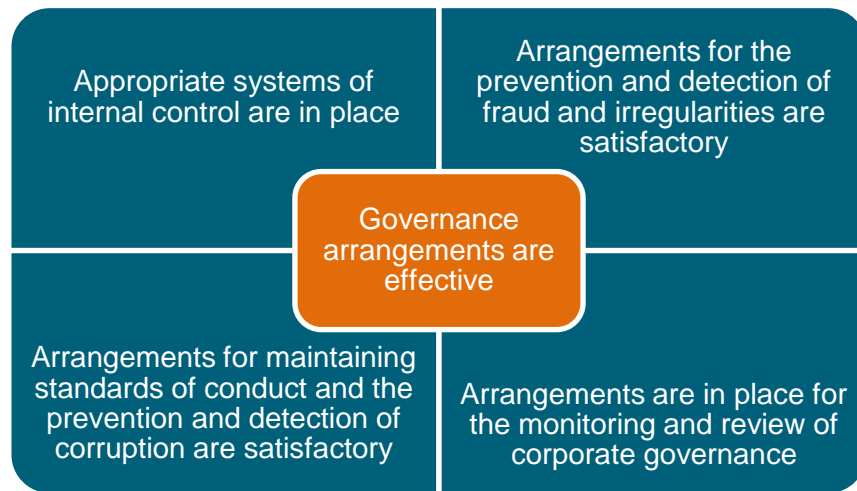 Appropriate systems of
internal control are in place
Arrangements for the
prevention and detection of
fraud and irregularities are
satisfactory
Governance
arrangements are
effective
Arrangements for maintaining
standards of conduct and the
prevention and detection of
corruption are satisfactory
Arrangements are in place for
the monitoring and review of
corporate governance